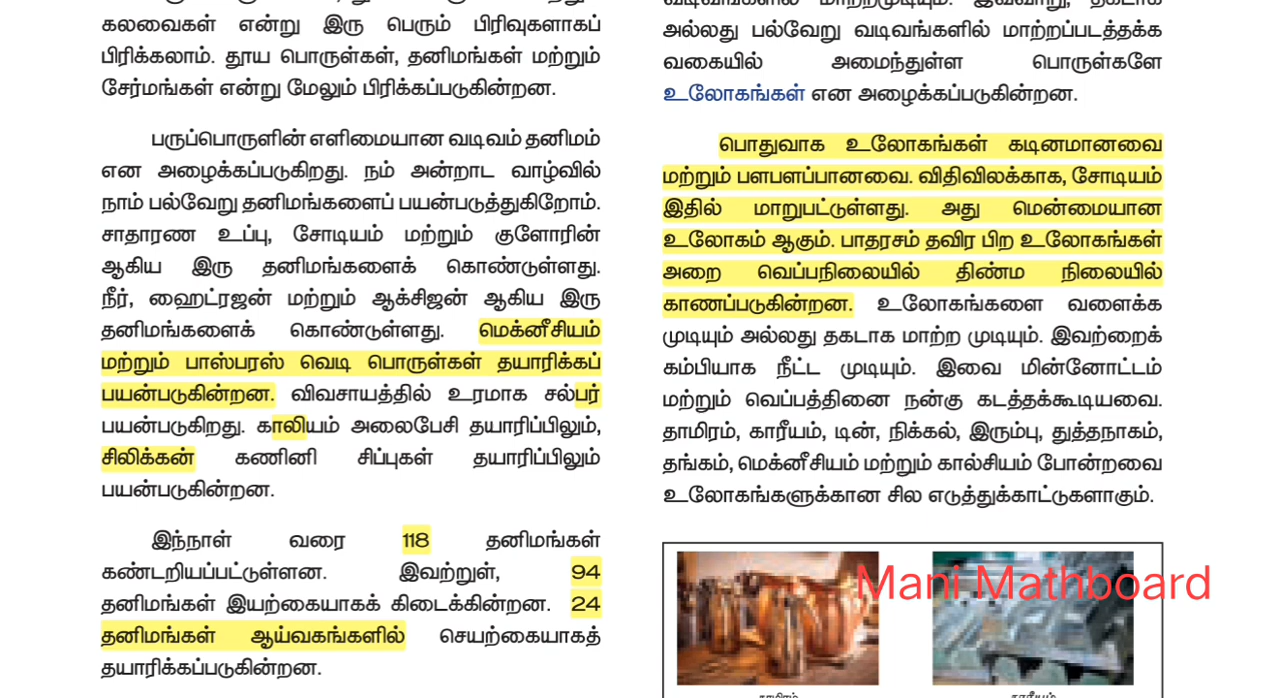 கலவைகள் என்று இரு பெரும் பிரிவுகளாகப்
பிரிக்கலாம். தூய பொருள்கள், தனிமங்கள் மற்றும்
சேர்மங்கள் என்று மேலும் பிரிக்கப்படுகின்றன.
பருப்பொருளின் எளிமையான வடிவம் தனிமம்
என அழைக்கப்படுகிறது. நம் அன்றாட வாழ்வில்
நாம் பல்வேறு தனிமங்களைப் பயன்படுத்துகிறோம்.
சாதாரண உப்பு, சோடியம் மற்றும் குளோரின்
ஆகிய இரு தனிமங்களைக் கொண்டுள்ளது.
நீர், ஹைட்ரஜன் மற்றும் ஆக்சிஜன் ஆகிய இரு
தனிமங்களைக் கொண்டுள்ளது. மெக்னீசியம்
மற்றும் பாஸ்பரஸ் வெடி பொருள்கள் தயாரிக்கப்
பயன்படுகின்றன. விவசாயத்தில் உரமாக சல்பர்
பயன்படுகிறது. காலியம் அலைபேசி தயாரிப்பிலும்,
சிலிக்கன் கணினி சிப்புகள் தயாரிப்பிலும்
பயன்படுகின்றன.
இந்நாள் வரை 118 தனிமங்கள்
கண்டறியப்பட்டுள்ளன. இவற்றுள், 94
தனிமங்கள் இயற்கையாகக் கிடைக்கின்றன. 24
தனிமங்கள் ஆய்வகங்களில் செயற்கையாகத்
தயாரிக்கப்படுகின்றன.
அல்லது பல்வேறு வடிவங்களில் மாற்றப்படத்தக்க
வகையில் அமைந்துள்ள பொருள்களே
உலோகங்கள் என அழைக்கப்படுகின்றன.
பொதுவாக உலோகங்கள் கடினமானவை
மற்றும் பளபளப்பானவை. விதிவிலக்காக, சோடியம்
இதில் மாறுபட்டுள்ளது. அது மென்மையான
உலோகம் ஆகும். பாதரசம் தவிர பிற உலோகங்கள்
அறை வெப்பநிலையில் திண்ம நிலையில்
காணப்படுகின்றன. உலோகங்களை வளைக்க
முடியும் அல்லது தகடாக மாற்ற முடியும். இவற்றைக்
கம்பியாக நீட்ட முடியும். இவை மின்னோட்டம்
மற்றும் வெப்பத்தினை நன்கு கடத்தக்கூடியவை.
தாமிரம், காரீயம், டின், நிக்கல், இரும்பு, துத்தநாகம்,
தங்கம், மெக்னீசியம் மற்றும் கால்சியம் போன்றவை
உலோகங்களுக்கான சில எடுத்துக்காட்டுகளாகும்.
Mani Mathboard